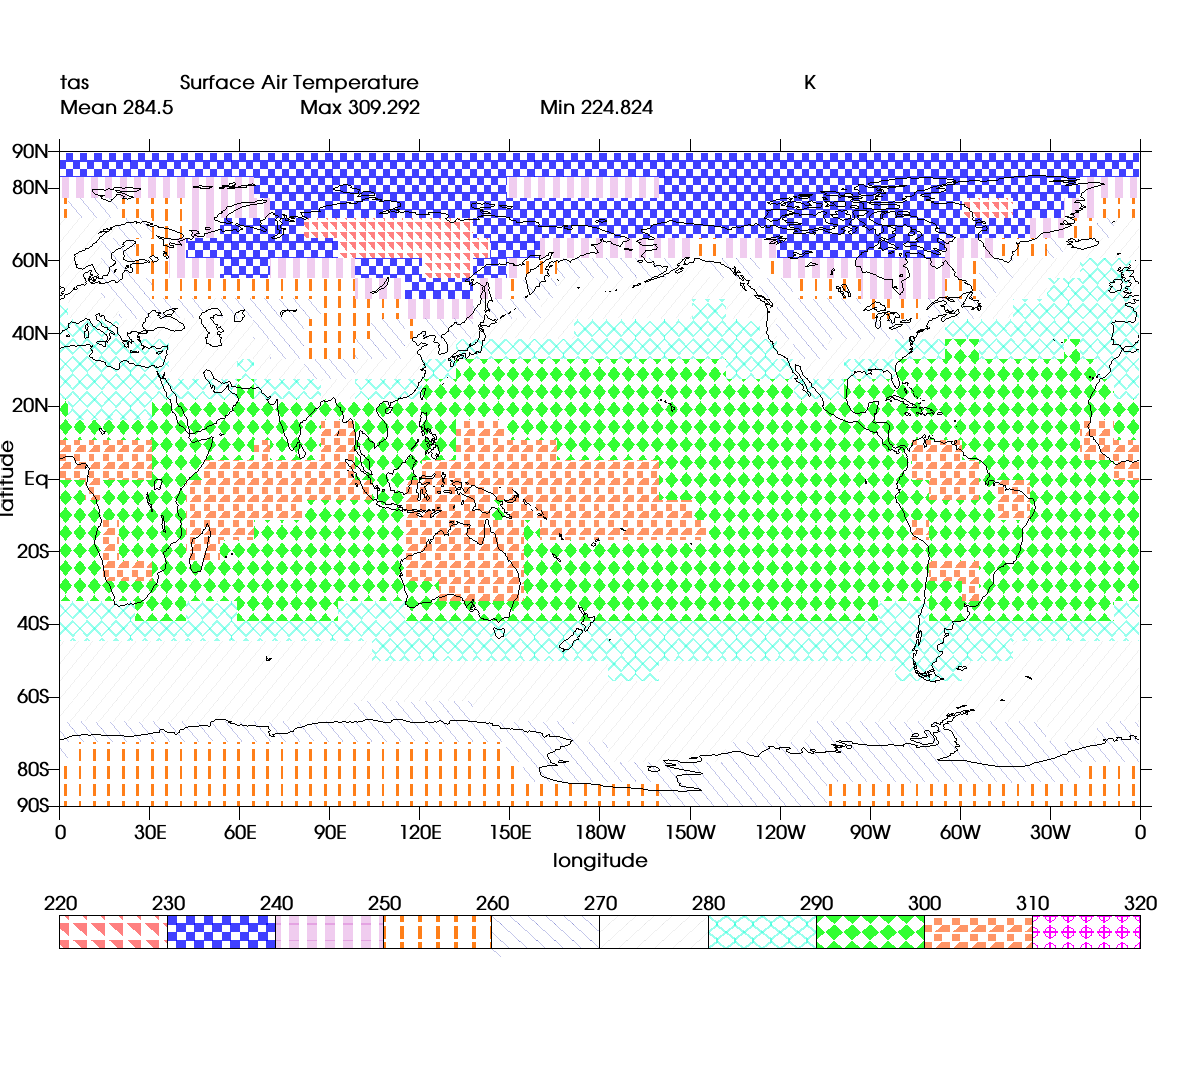 tas Surface Air Temperature K
Mean 284.5 Max 309.292 Min 224.824
90N
80N
60N
40N
20N
Eq
20S
40S
60S
80S
90S
latitude
0 30E 60E 90E 120E 150E 180W 150W 120W 90W 60W 30W 0
longitude
220 230 240 250 260 270 280 290 300 310 320